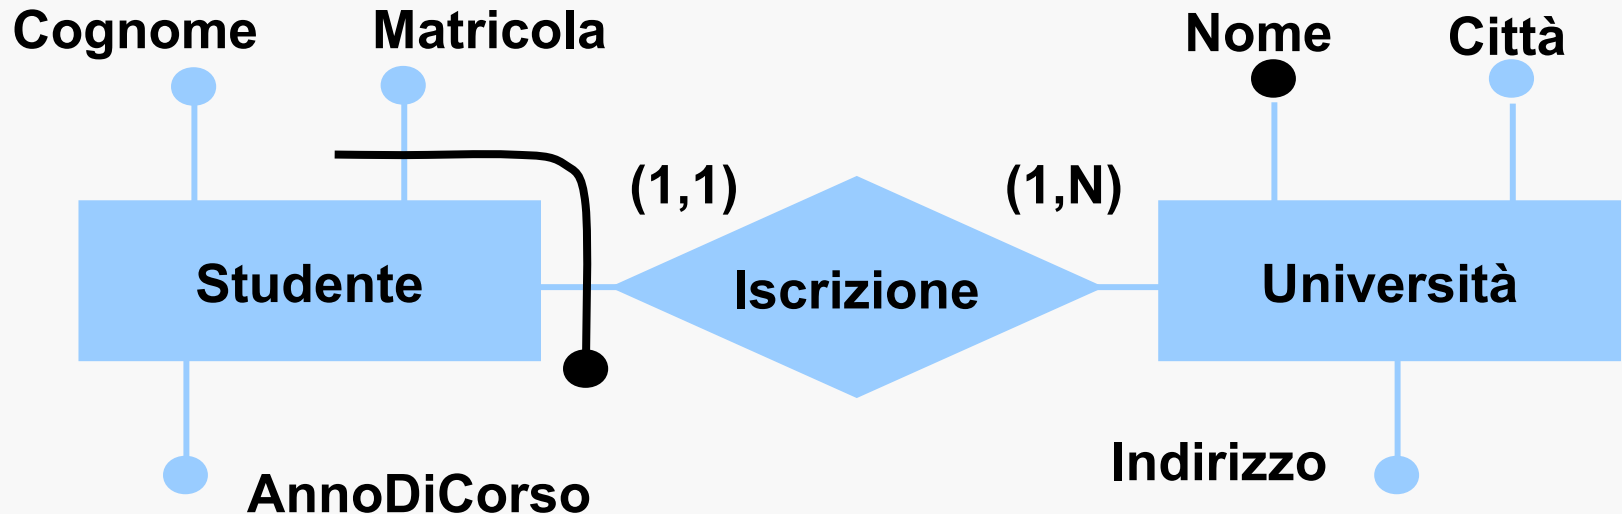 Cognome
Matricola
Nome
Città
(1,1)
(1,N)
Studente
Iscrizione
Università
AnnoDiCorso
Indirizzo